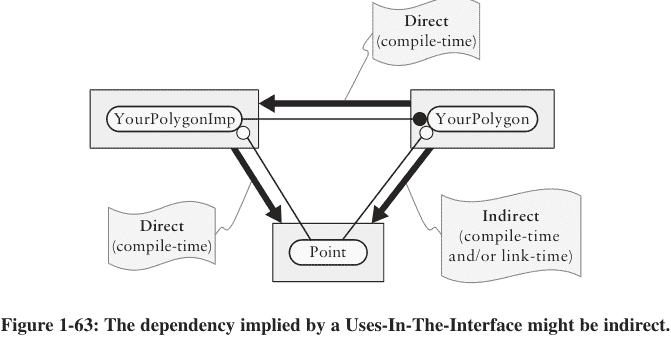 Direct
(compile-time)
YourPolygonImp
YourPolygon
Direct
(compile-time)
Indirect
(compile-time
and/or link-time)
Point
Figure 1-63: The dependency implied by a Uses-In-The-Interface might be indirect.